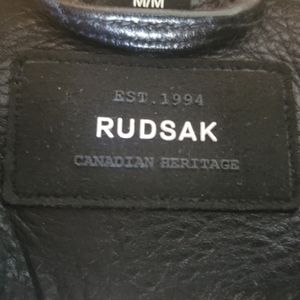 M/M
EST. 1994
RUDSAK
CANADIAN HERITAGE